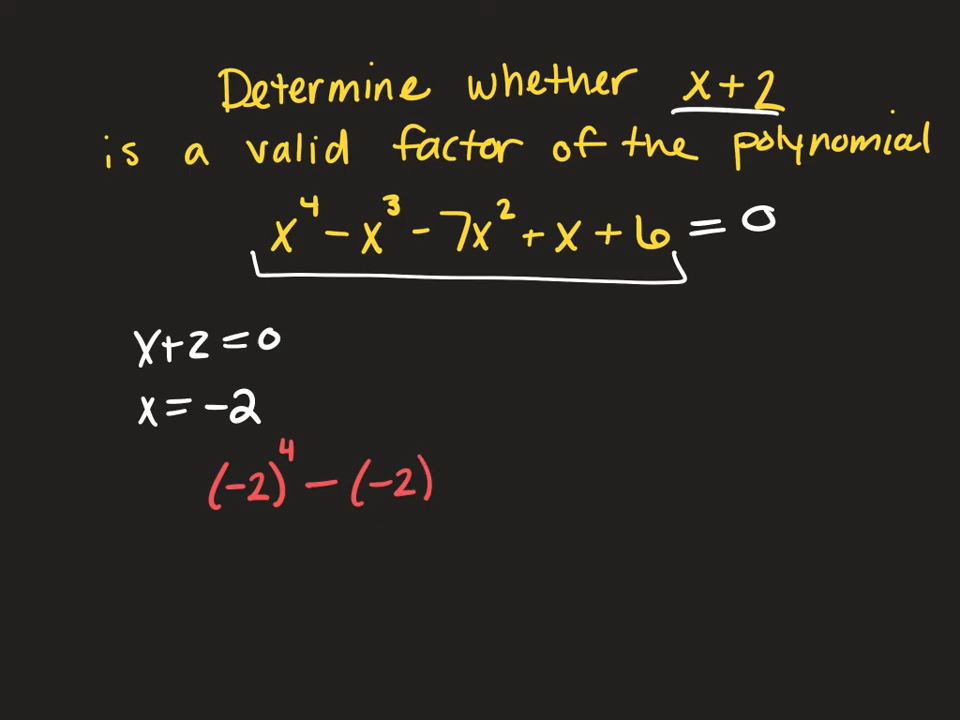 Determine whether x+2
is a valid factor of the polynomial
x⁴ - x³ - 7x² + x + 6 = 0
x+2=0
x=-2
(-2)⁴ - (-2)